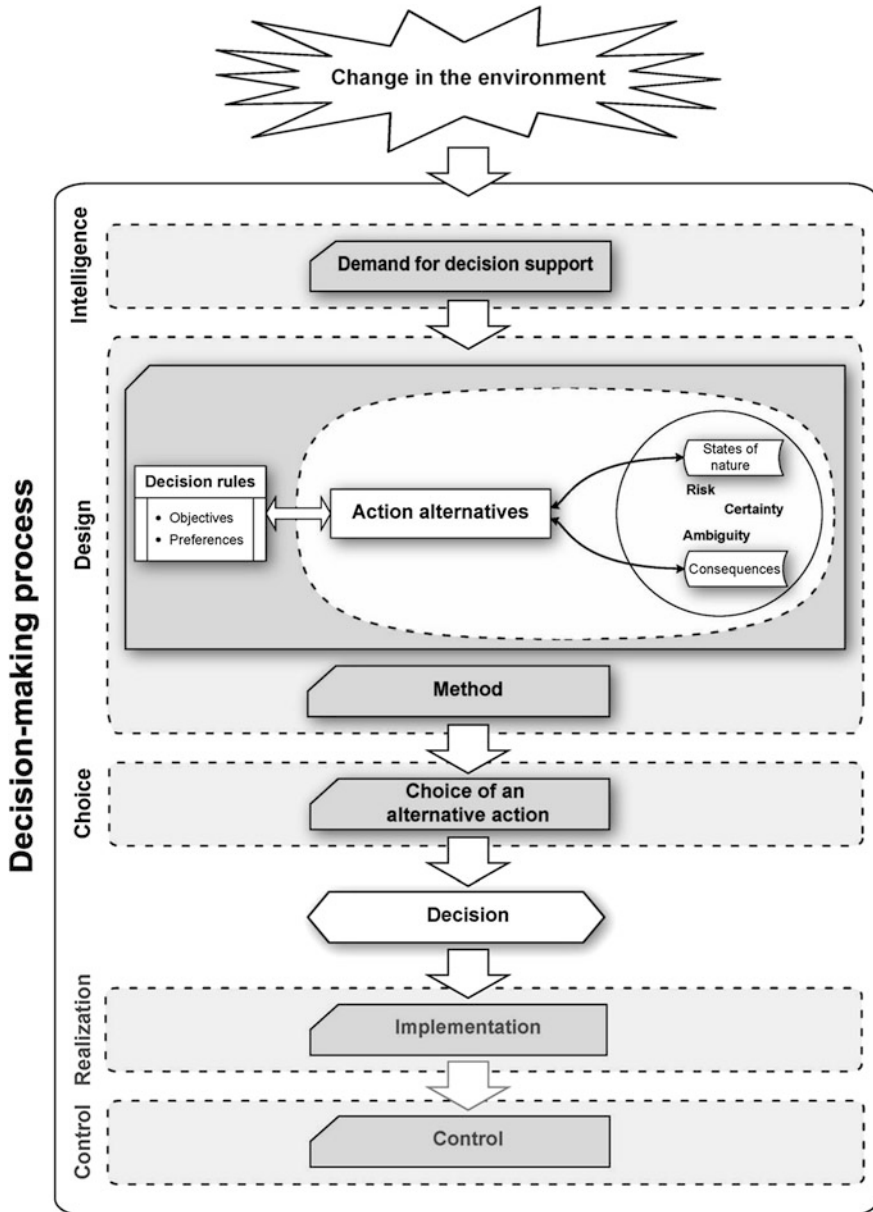 Change in the environment
Decision-making process
Intelligence
Demand for decision support
Design
Decision rules
• Objectives
• Preferences
Action alternatives
States of
nature
Risk
Certainty
Ambiguity
Consequences
Method
Choice
Choice of an
alternative action
Decision
Realization
Implementation
Control
Control